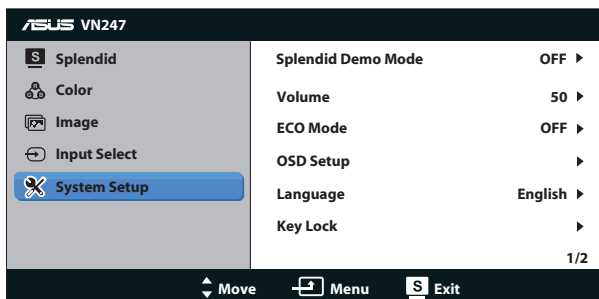 ASUS VN247
S Splendid
Color
Image
Input Select
System Setup
Splendid Demo Mode OFF
Volume 50
ECO Mode OFF
OSD Setup
Language English
Key Lock
1/2
Move Menu S Exit